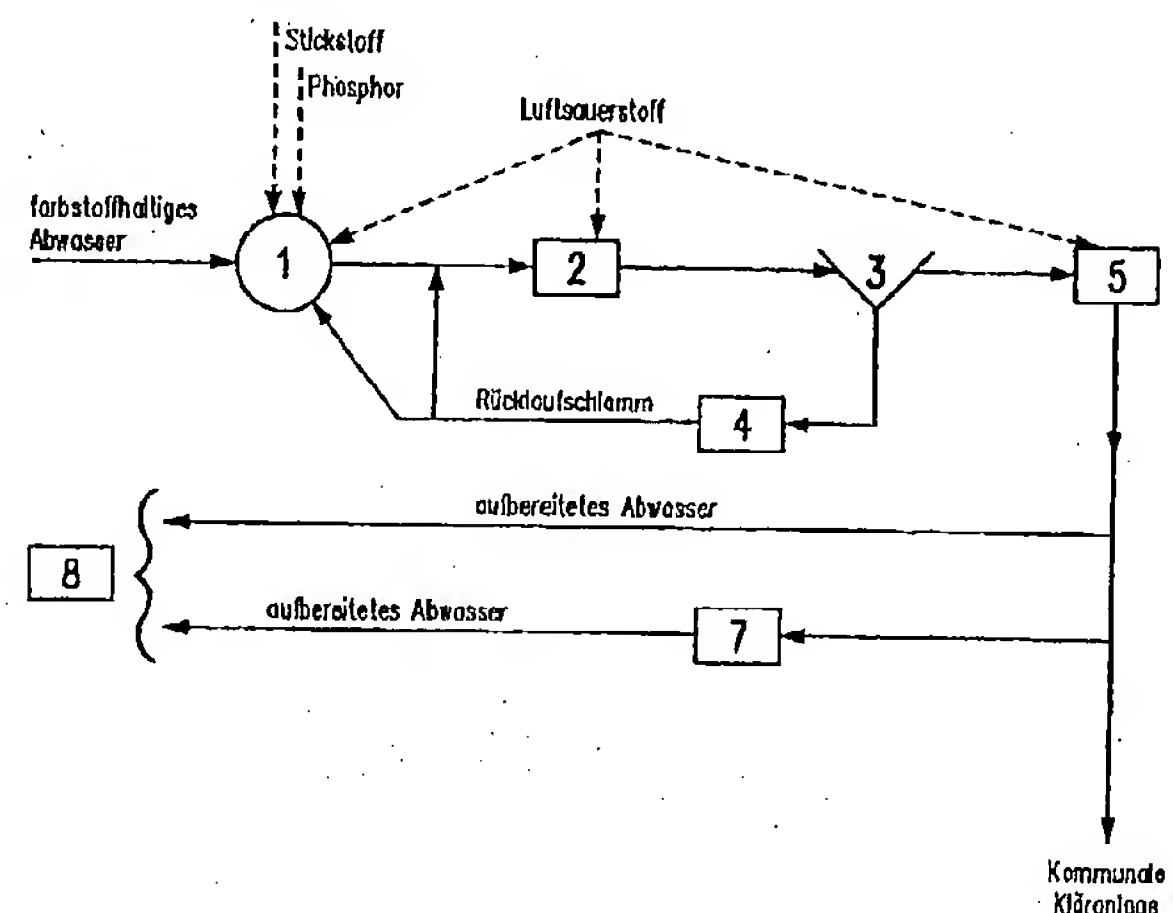 Stickstoff
Phosphor
Luftsauerstoff
farbstoffhaltiges
Abwasser
1
2
3
5
Rücklaufschlamm
4
aufbereitetes Abwasser
8
aufbereitetes Abwasser
7
Kommunale
Kläranlage